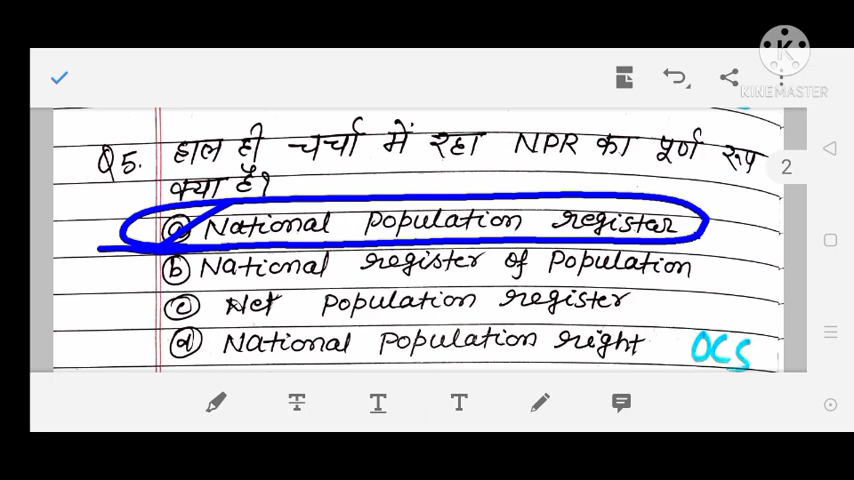 KINEMASTER
Q5. हाल ही चर्चा में रहा NPR का पूर्ण रूप
2
क्या है?
ⓐ National Population register
ⓑ National register of Population
ⓒ Net Population register
ⓓ National Population right
OCS